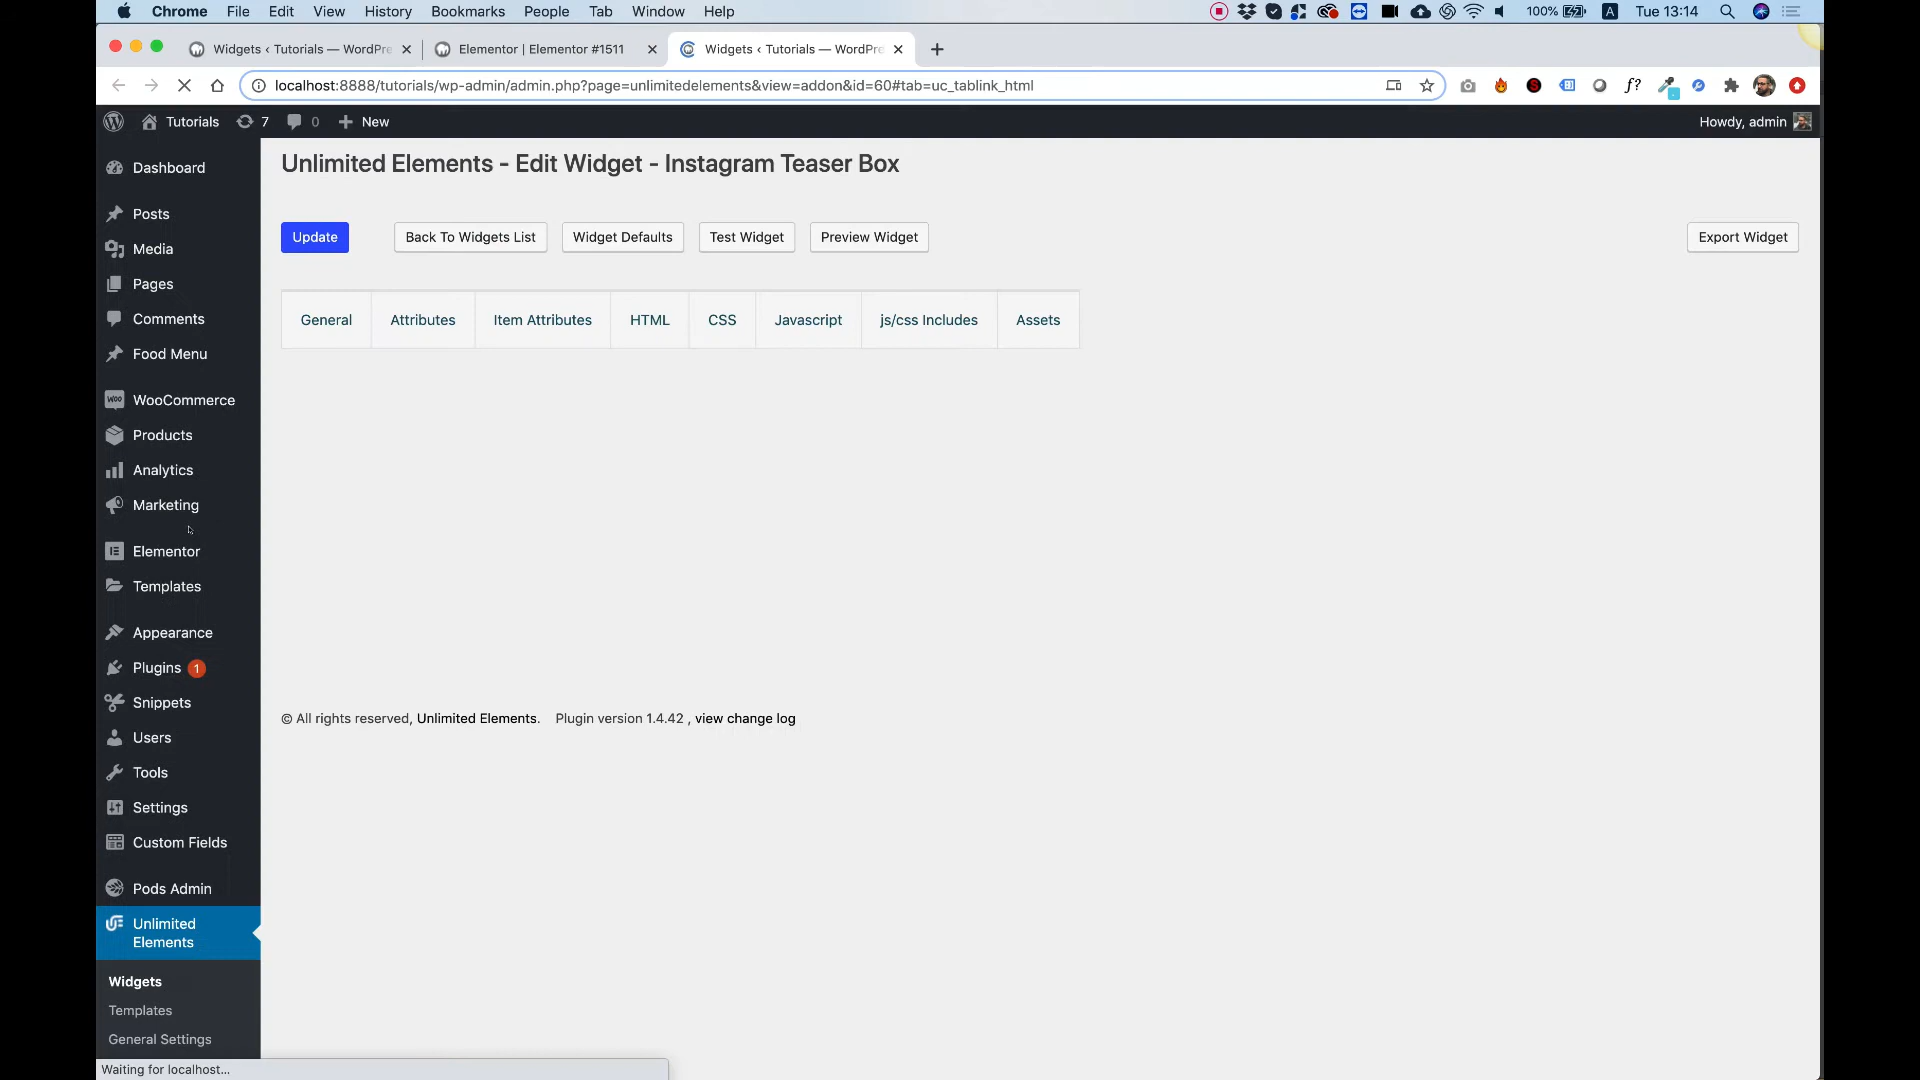 Chrome File Edit View History Bookmarks People Tab Window Help 100% A Tue 13:14
Widgets ‹ Tutorials — WordPre Elementor | Elementor #1511 Widgets ‹ Tutorials — WordPre
localhost:8888/tutorials/wp-admin/admin.php?page=unlimitedelements&view=addon&id=60#tab=uc_tablink_html S f?
Tutorials 7 0 New Howdy, admin
Unlimited Elements - Edit Widget - Instagram Teaser Box
Update Back To Widgets List Widget Defaults Test Widget Preview Widget Export Widget
General Attributes Item Attributes HTML CSS Javascript js/css Includes Assets
Dashboard
Posts
Media
Pages
Comments
Food Menu
WooCommerce
Products
Analytics
Marketing
Elementor
Templates
Appearance
Plugins 1
Snippets
Users
Tools
Settings
Custom Fields
Pods Admin
Unlimited
Elements
Widgets
Templates
General Settings
© All rights reserved, Unlimited Elements. Plugin version 1.4.42 , view change log
Waiting for localhost...